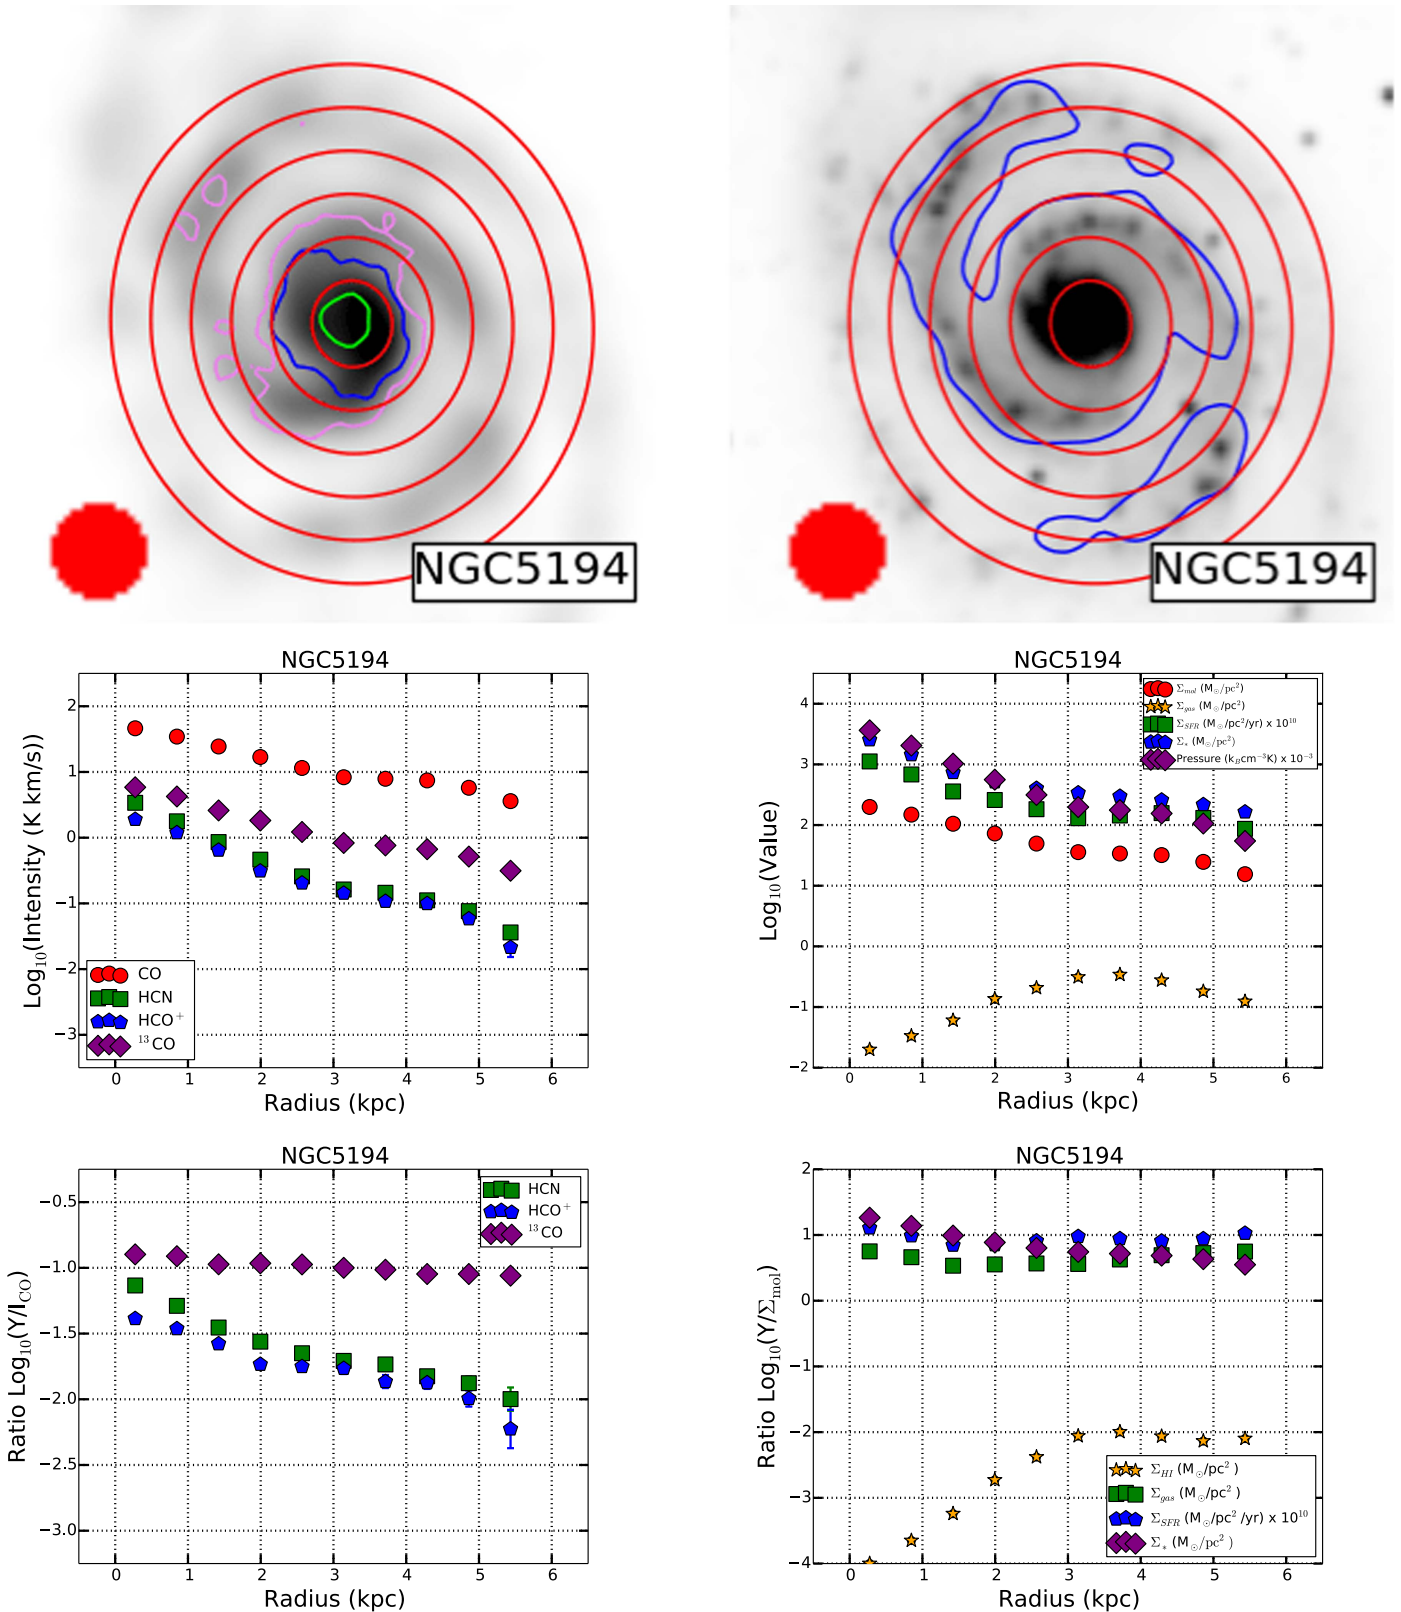 NGC5194
NGC5194
NGC5194
Log₁₀(Intensity (K km/s))
2
1
0
−1
−2
−3
CO
HCN
HCO⁺
¹³CO
0 1 2 3 4 5 6
Radius (kpc)
NGC5194
Log₁₀(Value)
4
3
2
1
0
−1
−2
Σmol (M☉/pc²)
Σgas (M☉/pc²)
ΣSFR (M☉/pc²/yr) x 10¹⁰
Σ* (M☉/pc²)
Pressure (k_Bcm⁻³K) x 10⁻³
0 1 2 3 4 5 6
Radius (kpc)
NGC5194
Ratio Log₁₀(Y/I_CO)
−0.5
−1.0
−1.5
−2.0
−2.5
−3.0
HCN
HCO⁺
¹³CO
0 1 2 3 4 5 6
Radius (kpc)
NGC5194
Ratio Log₁₀(Y/Σmol)
2
1
0
−1
−2
−3
−4
Σ_HI (M☉/pc²)
Σgas (M☉/pc²)
ΣSFR (M☉/pc²/yr) x 10¹⁰
Σ* (M☉/pc²)
0 1 2 3 4 5 6
Radius (kpc)